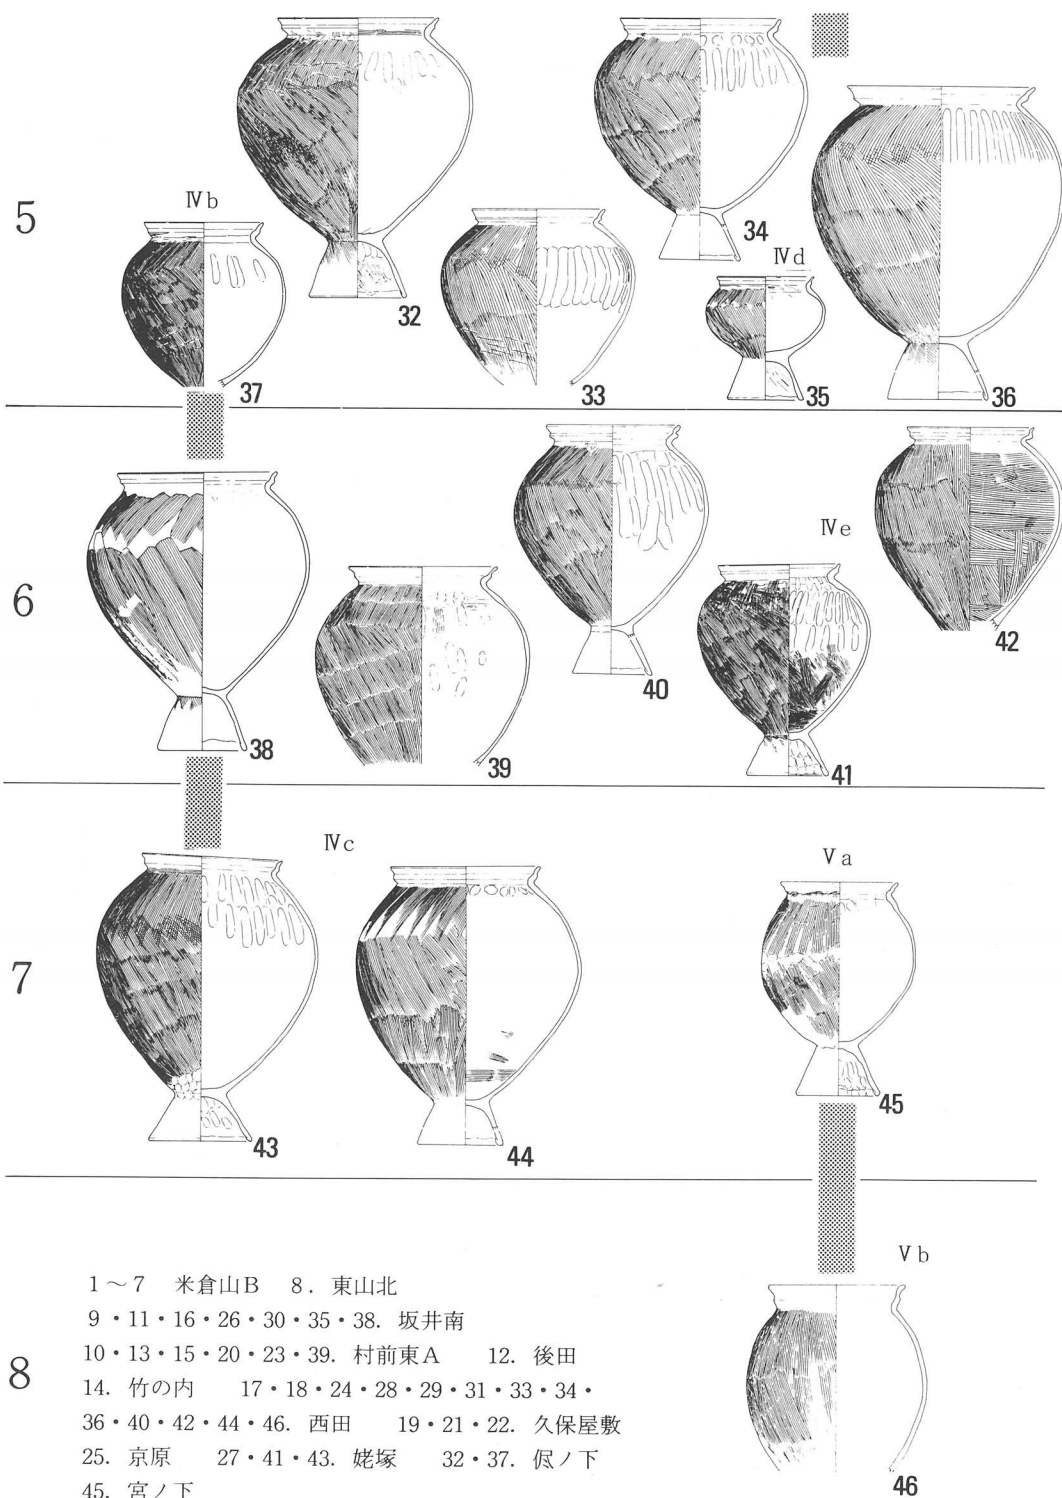 5
Ⅳb
34
Ⅳd
32
37
33
35
36
6
Ⅳe
42
40
38
39
41
Ⅳc
Ⅴa
7
45
43
44
Ⅴb
8
1～7 米倉山B 8. 東山北
9・11・16・26・30・35・38. 坂井南
10・13・15・20・23・39. 村前東A 12. 後田
14. 竹の内 17・18・24・28・29・31・33・34・
36・40・42・44・46. 西田 19・21・22. 久保屋敷
25. 京原 27・41・43. 姥塚 32・37. 伥ノ下
45. 宮ノ下
46